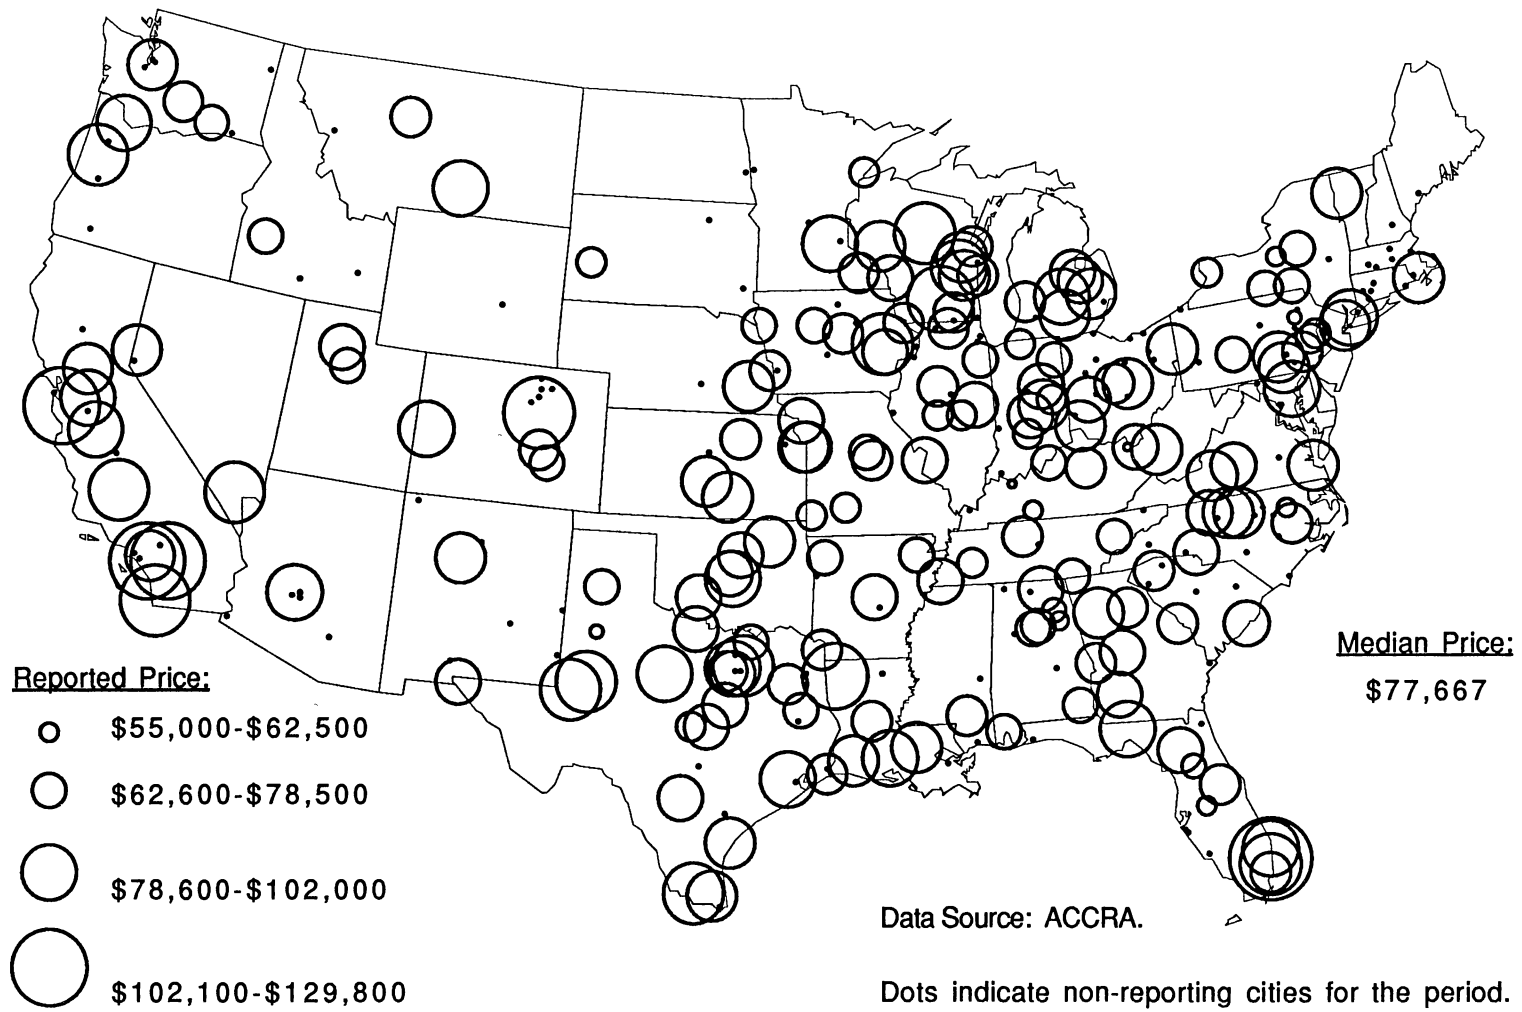 Median Price:
$77,667
Reported Price:
$55,000-$62,500
$62,600-$78,500
$78,600-$102,000
$102,100-$129,800
Data Source: ACCRA.
Dots indicate non-reporting cities for the period.